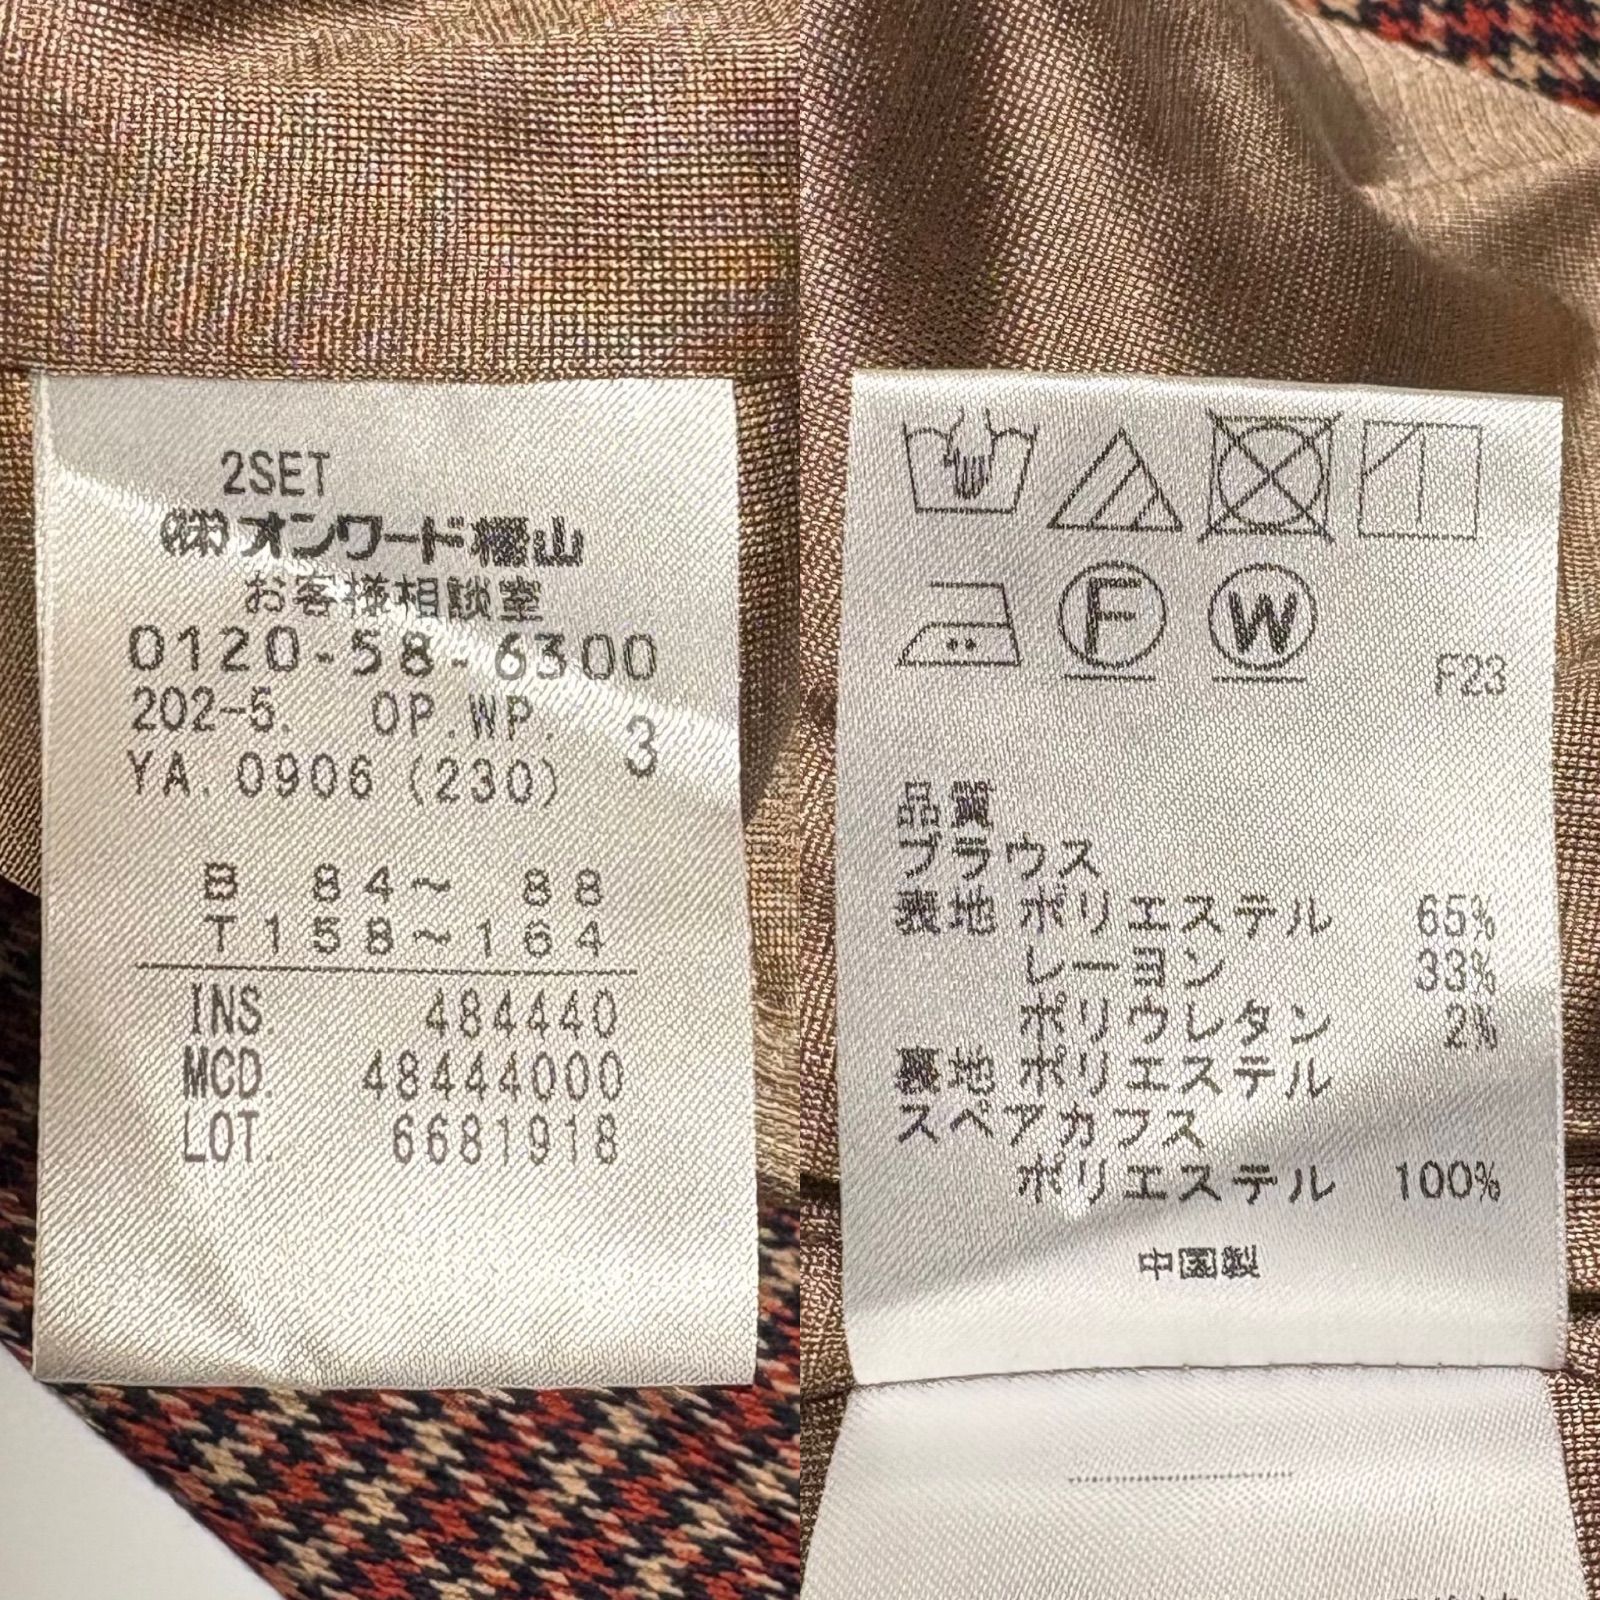 2SET
(株)オンワード樫山
お客様相談室
0120-58-6300
202-5. OP.WP. 3
YA.0906(230)
B 84~ 88
T158~164
INS. 484440
MCD. 48444000
LOT. 6681918
F
W
F23
品質
ブラウス
表地 ポリエステル 65%
レーヨン 33%
ポリウレタン 2%
裏地 ポリエステル
スペアカフス
ポリエステル 100%
中国製